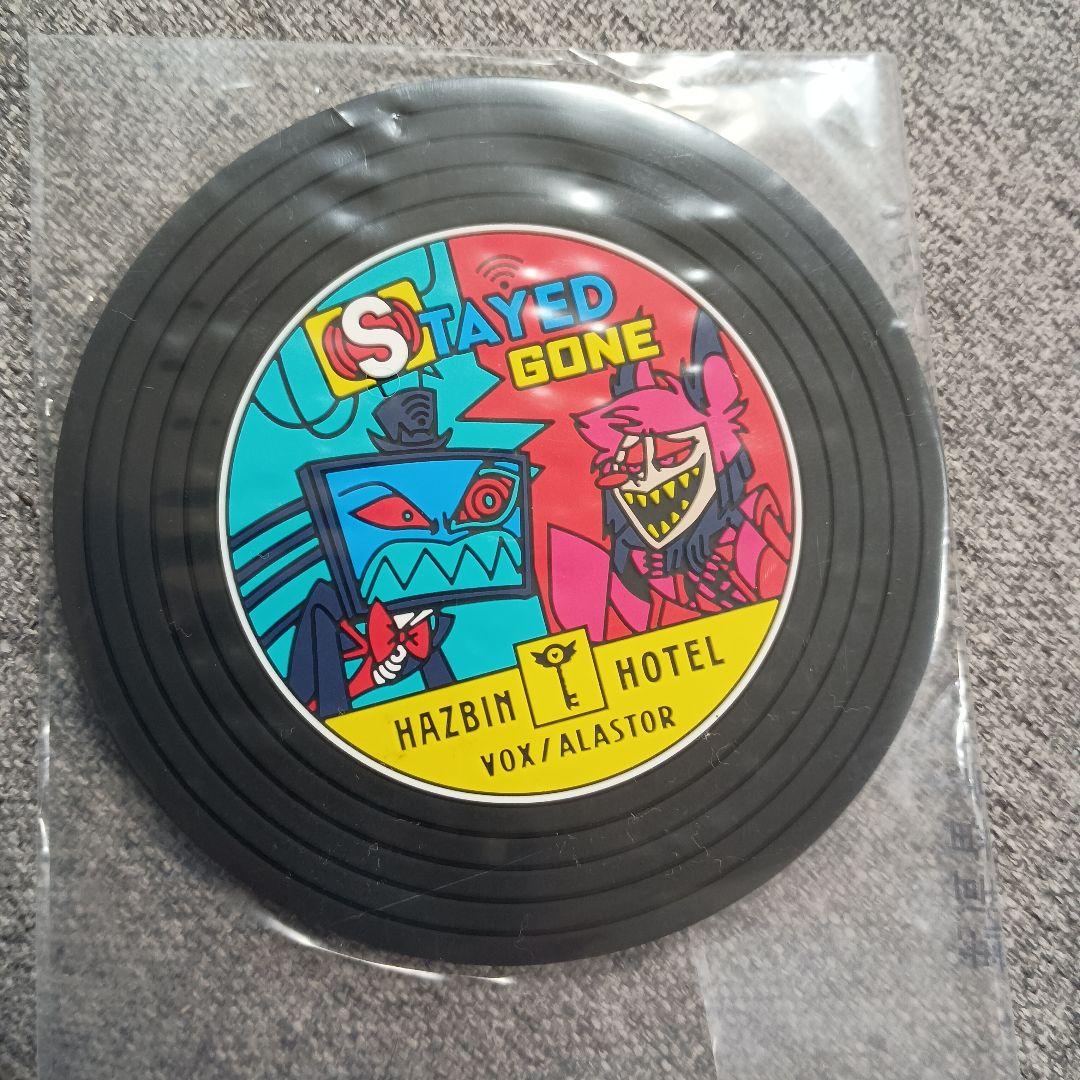 STAYED
GONE
HAZBIN HOTEL
VOX/ALASTOR